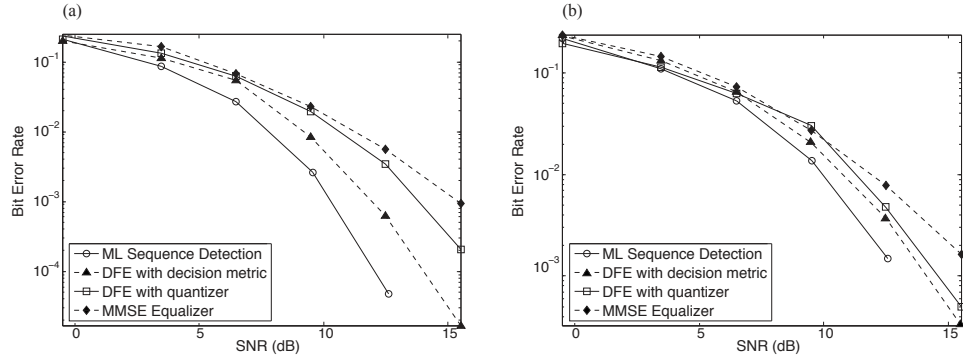 (a)
Bit Error Rate
10⁻¹
10⁻²
10⁻³
10⁻⁴
ML Sequence Detection
DFE with decision metric
DFE with quantizer
MMSE Equalizer
0 5 10 15
SNR (dB)
(b)
Bit Error Rate
10⁻¹
10⁻²
10⁻³
ML Sequence Detection
DFE with decision metric
DFE with quantizer
MMSE Equalizer
0 5 10 15
SNR (dB)